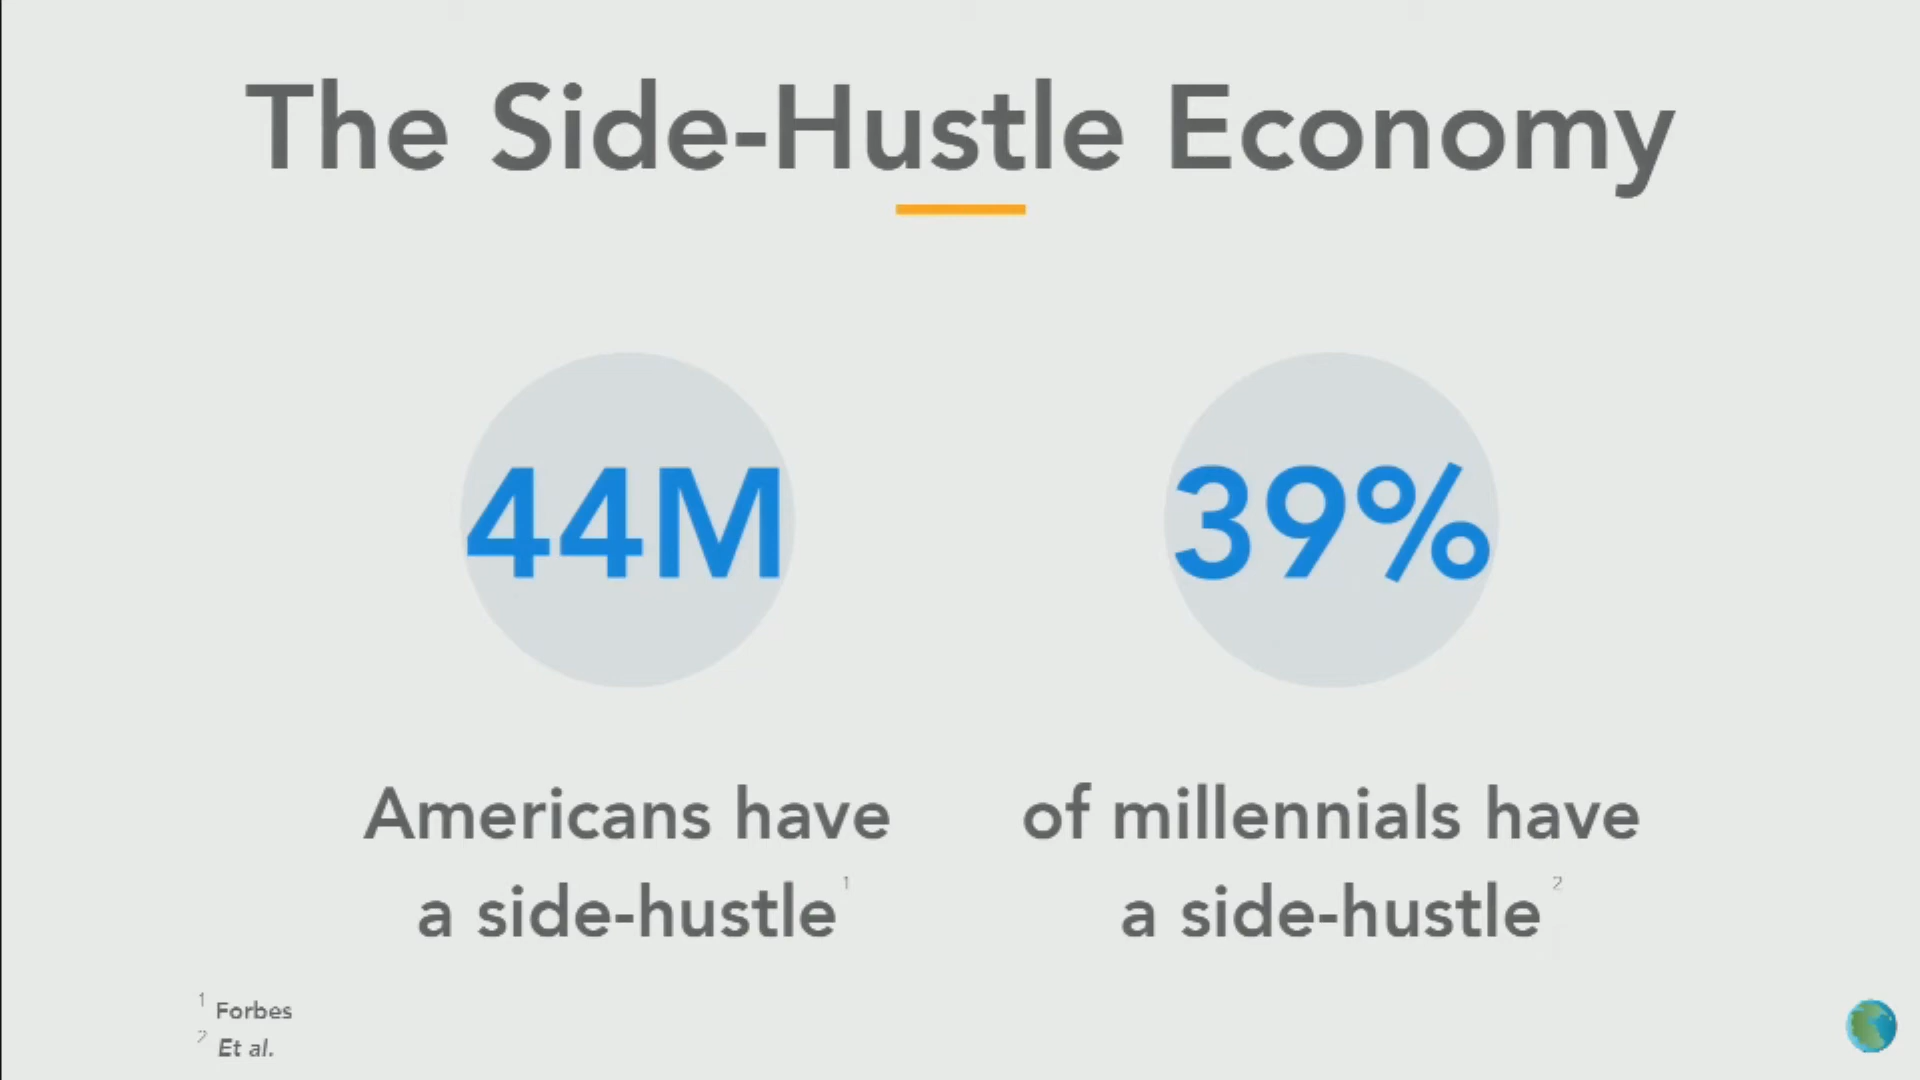 The Side-Hustle Economy
44M
39%
Americans have
a side-hustle¹
of millennials have
a side-hustle²
¹ Forbes
² Et al.